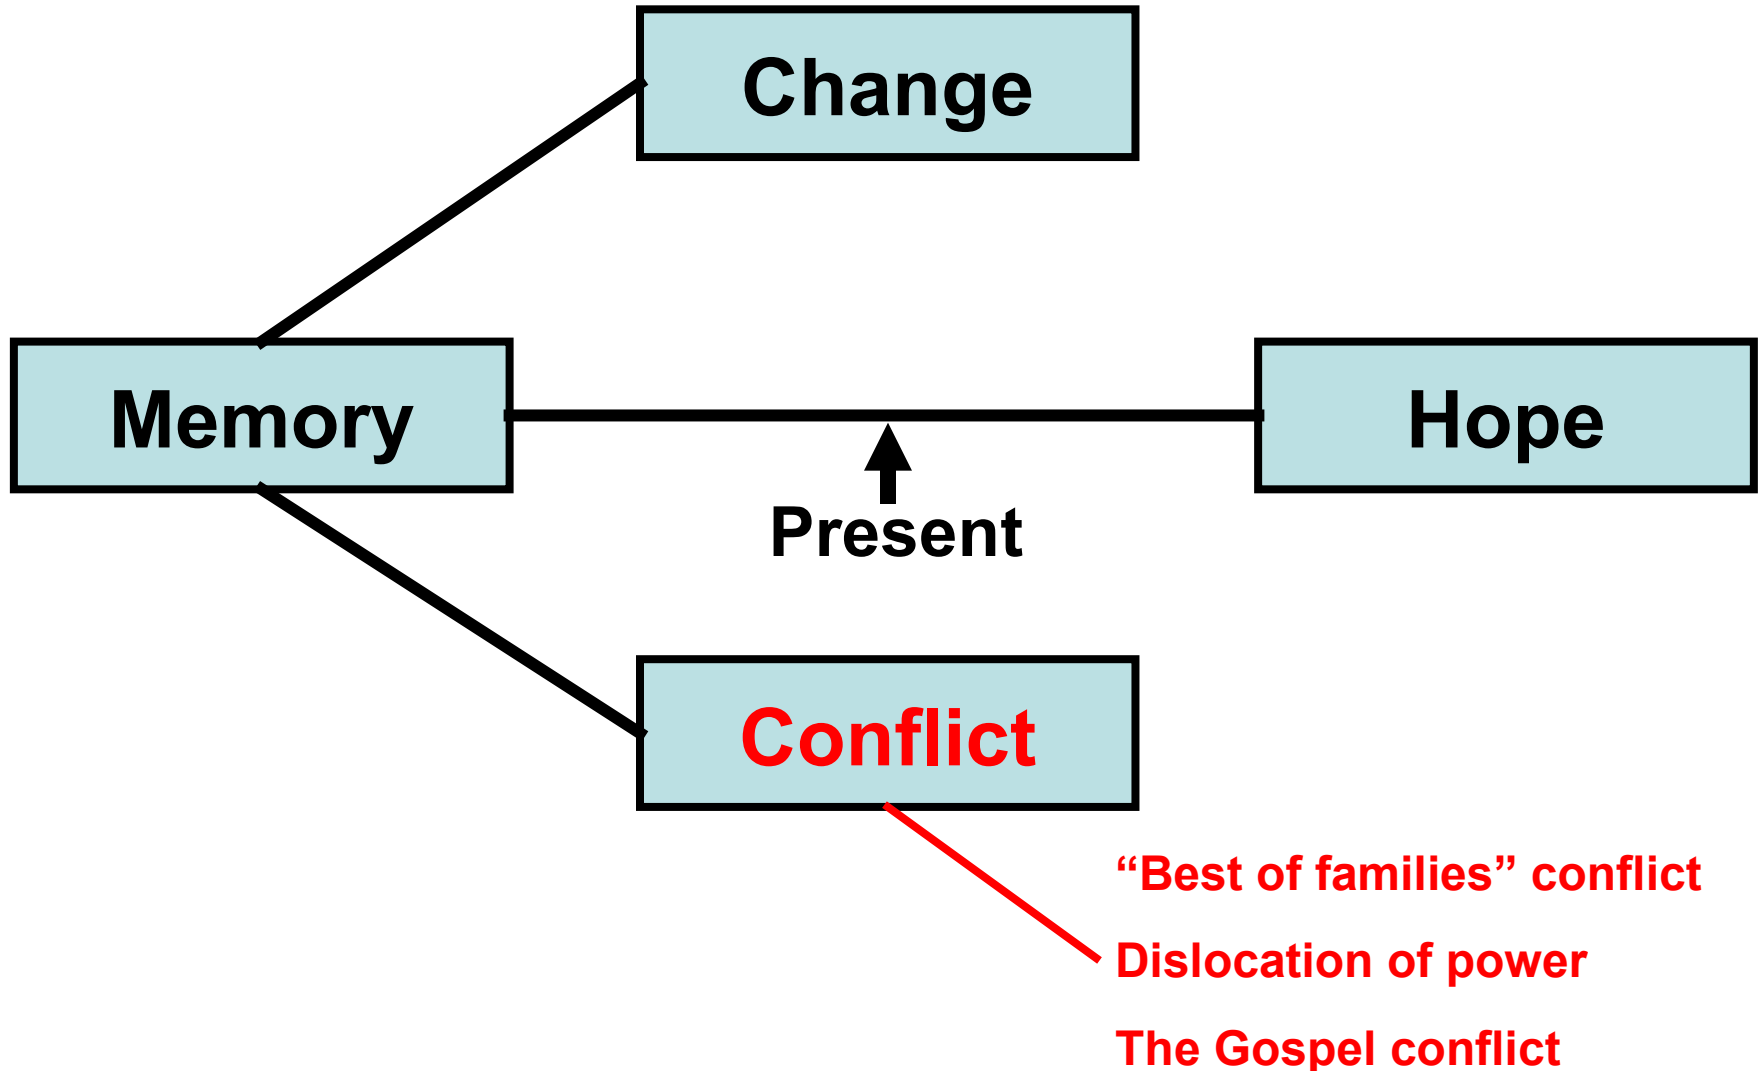 Change
Memory
Hope
Present
Conflict
“Best of families” conflict
Dislocation of power
The Gospel conflict